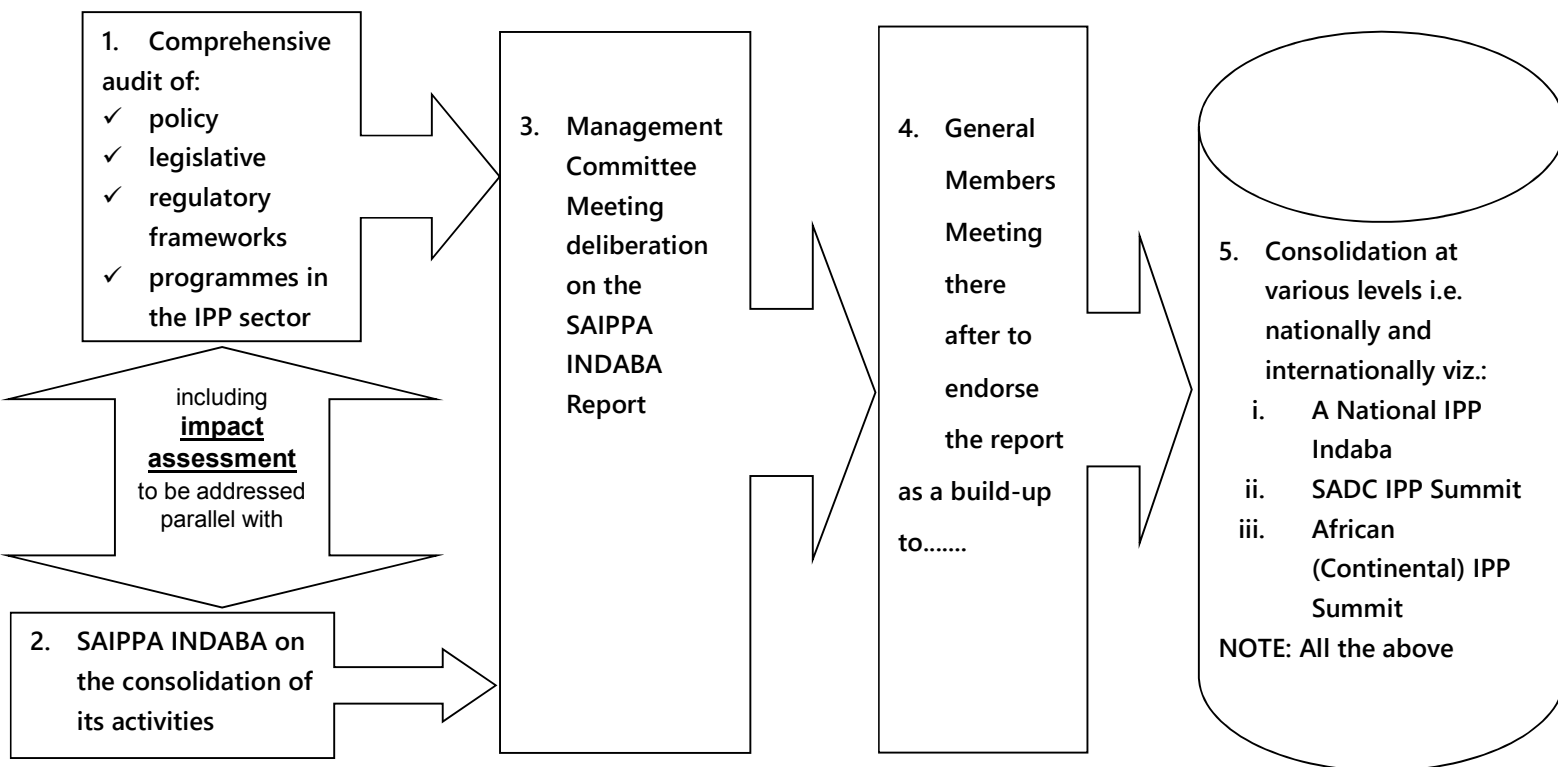 1. Comprehensive
audit of:
✓ policy
✓ legislative
✓ regulatory
frameworks
✓ programmes in
the IPP sector
including
impact
assessment
to be addressed
parallel with
2. SAIPPA INDABA on
the consolidation of
its activities
3. Management
Committee
Meeting
deliberation
on the
SAIPPA
INDABA
Report
4. General
Members
Meeting
there
after to
endorse
the report
as a build-up
to.......
5. Consolidation at
various levels i.e.
nationally and
internationally viz.:
i. A National IPP
Indaba
ii. SADC IPP Summit
iii. African
(Continental) IPP
Summit
NOTE: All the above